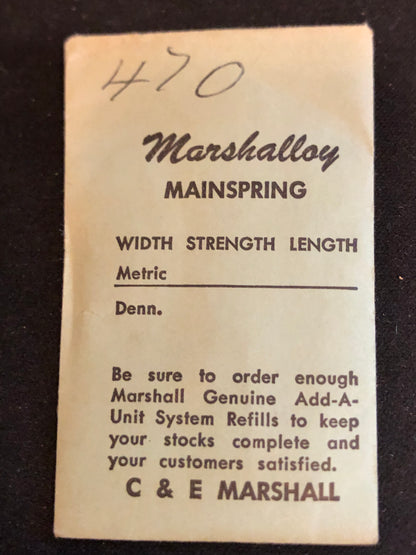 470
Marshalloy
MAINSPRING
WIDTH STRENGTH LENGTH
Metric
Denn.
Be sure to order enough
Marshall Genuine Add-A-
Unit System Refills to keep
your stocks complete and
your customers satisfied.
C & E MARSHALL